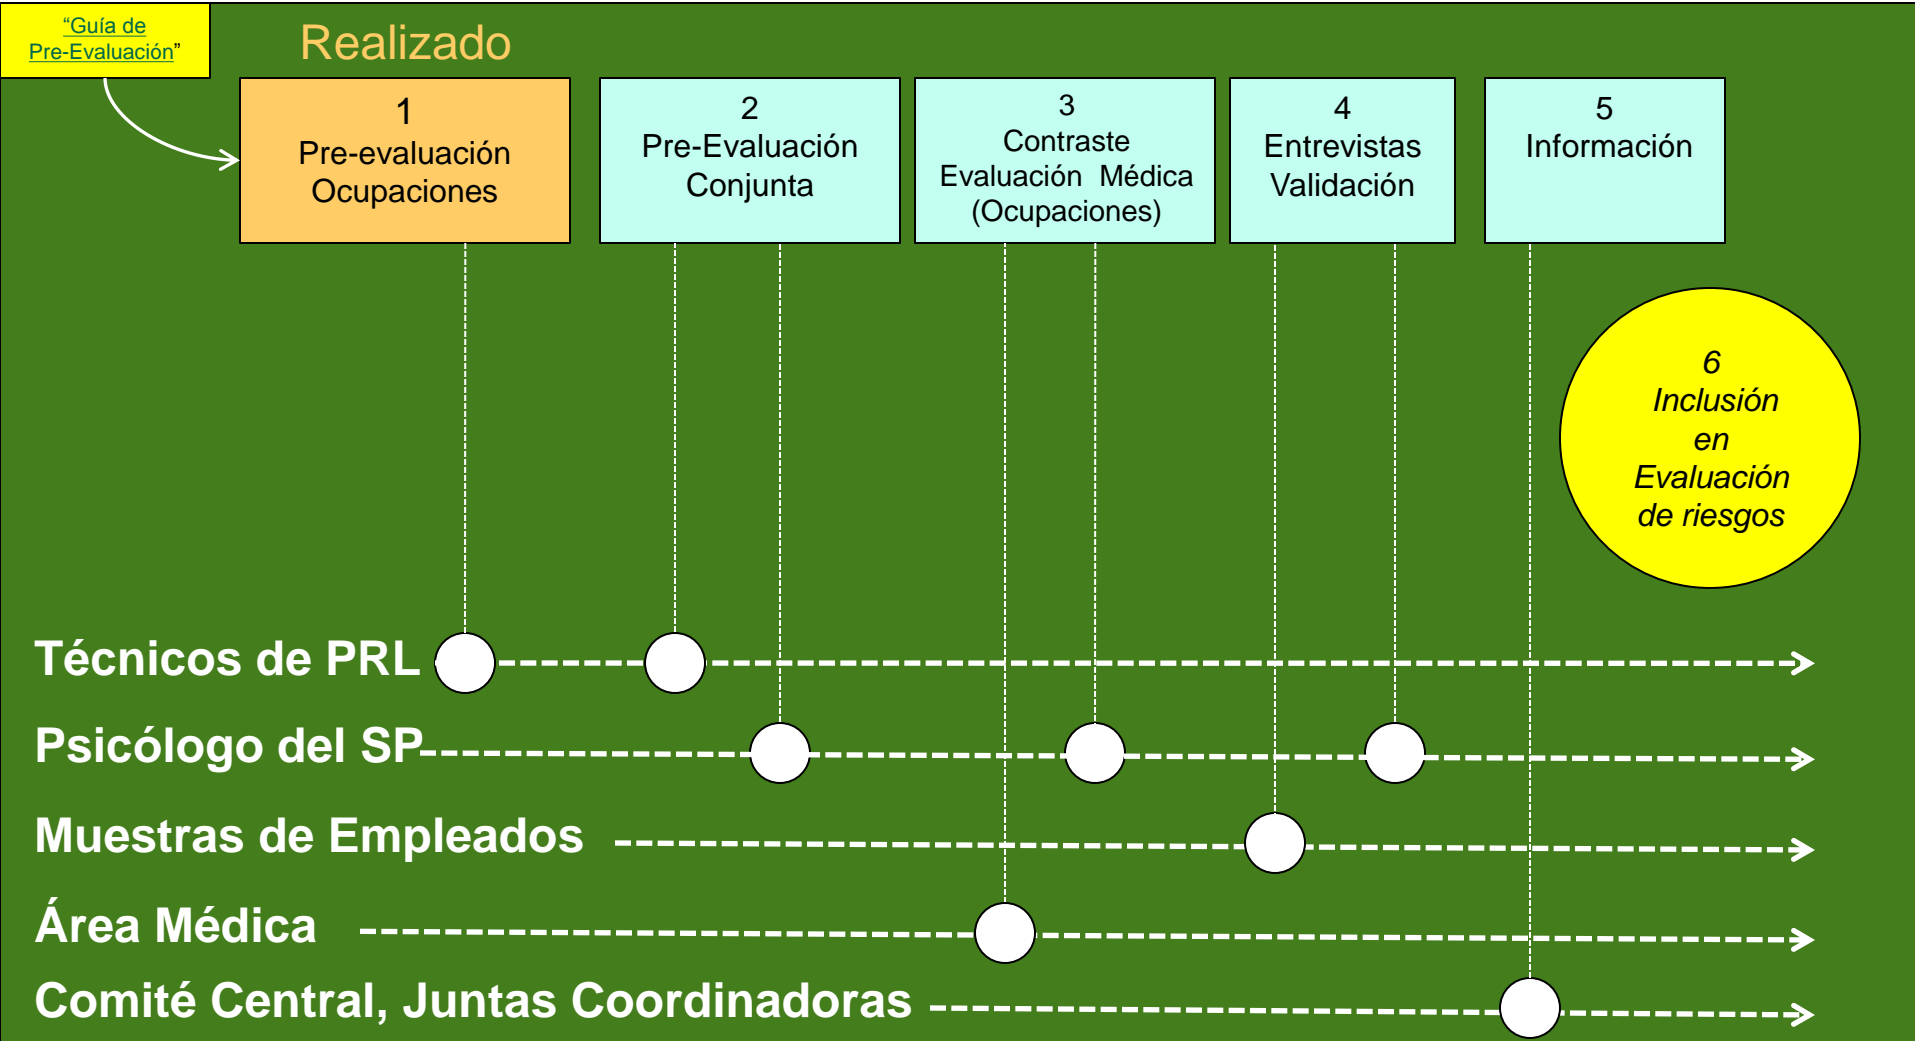 “Guía de
Pre-Evaluación”
Realizado
1
Pre-evaluación
Ocupaciones
2
Pre-Evaluación
Conjunta
3
Contraste
Evaluación Médica
(Ocupaciones)
4
Entrevistas
Validación
5
Información
6
Inclusión
en
Evaluación
de riesgos
Técnicos de PRL
Psicólogo del SP
Muestras de Empleados
Área Médica
Comité Central, Juntas Coordinadoras